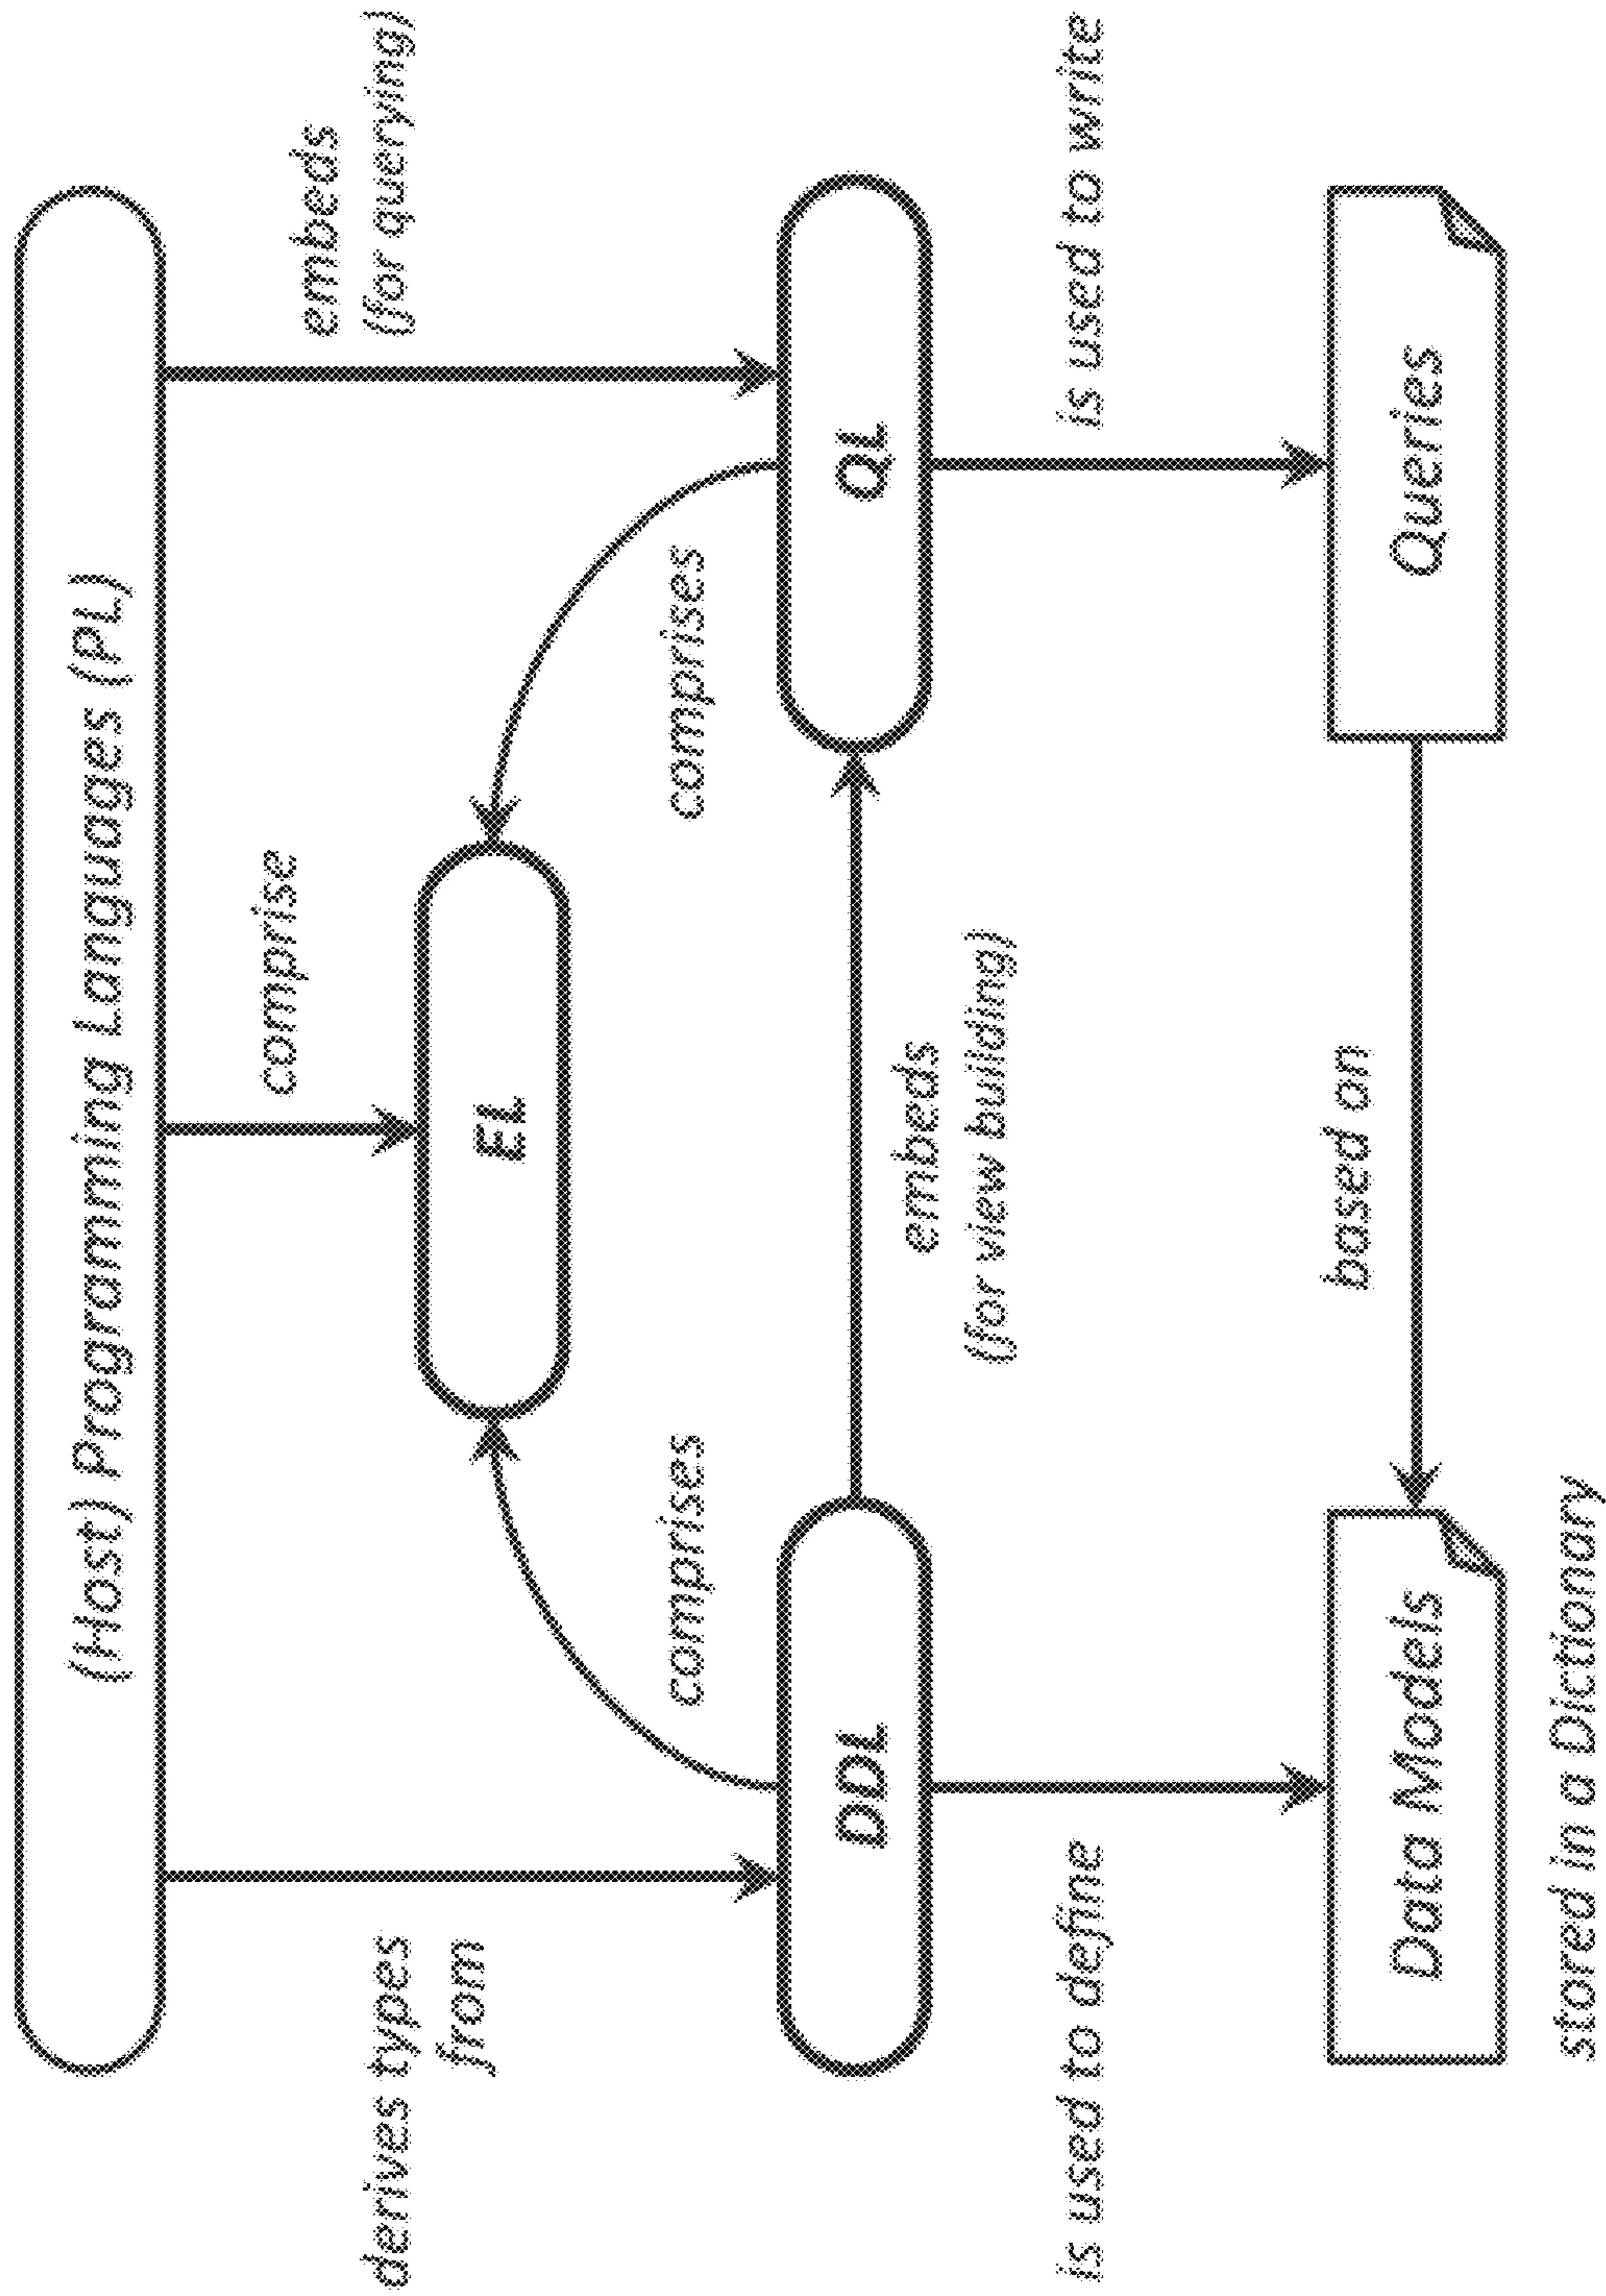 (Host) Programming Languages (PL)
derives types
from
comprise
embeds
(for querying)
EL
comprises
comprises
DDL
QL
embeds
(for view building)
is used to define
is used to write
based on
Data Models
Queries
stored in a Dictionary